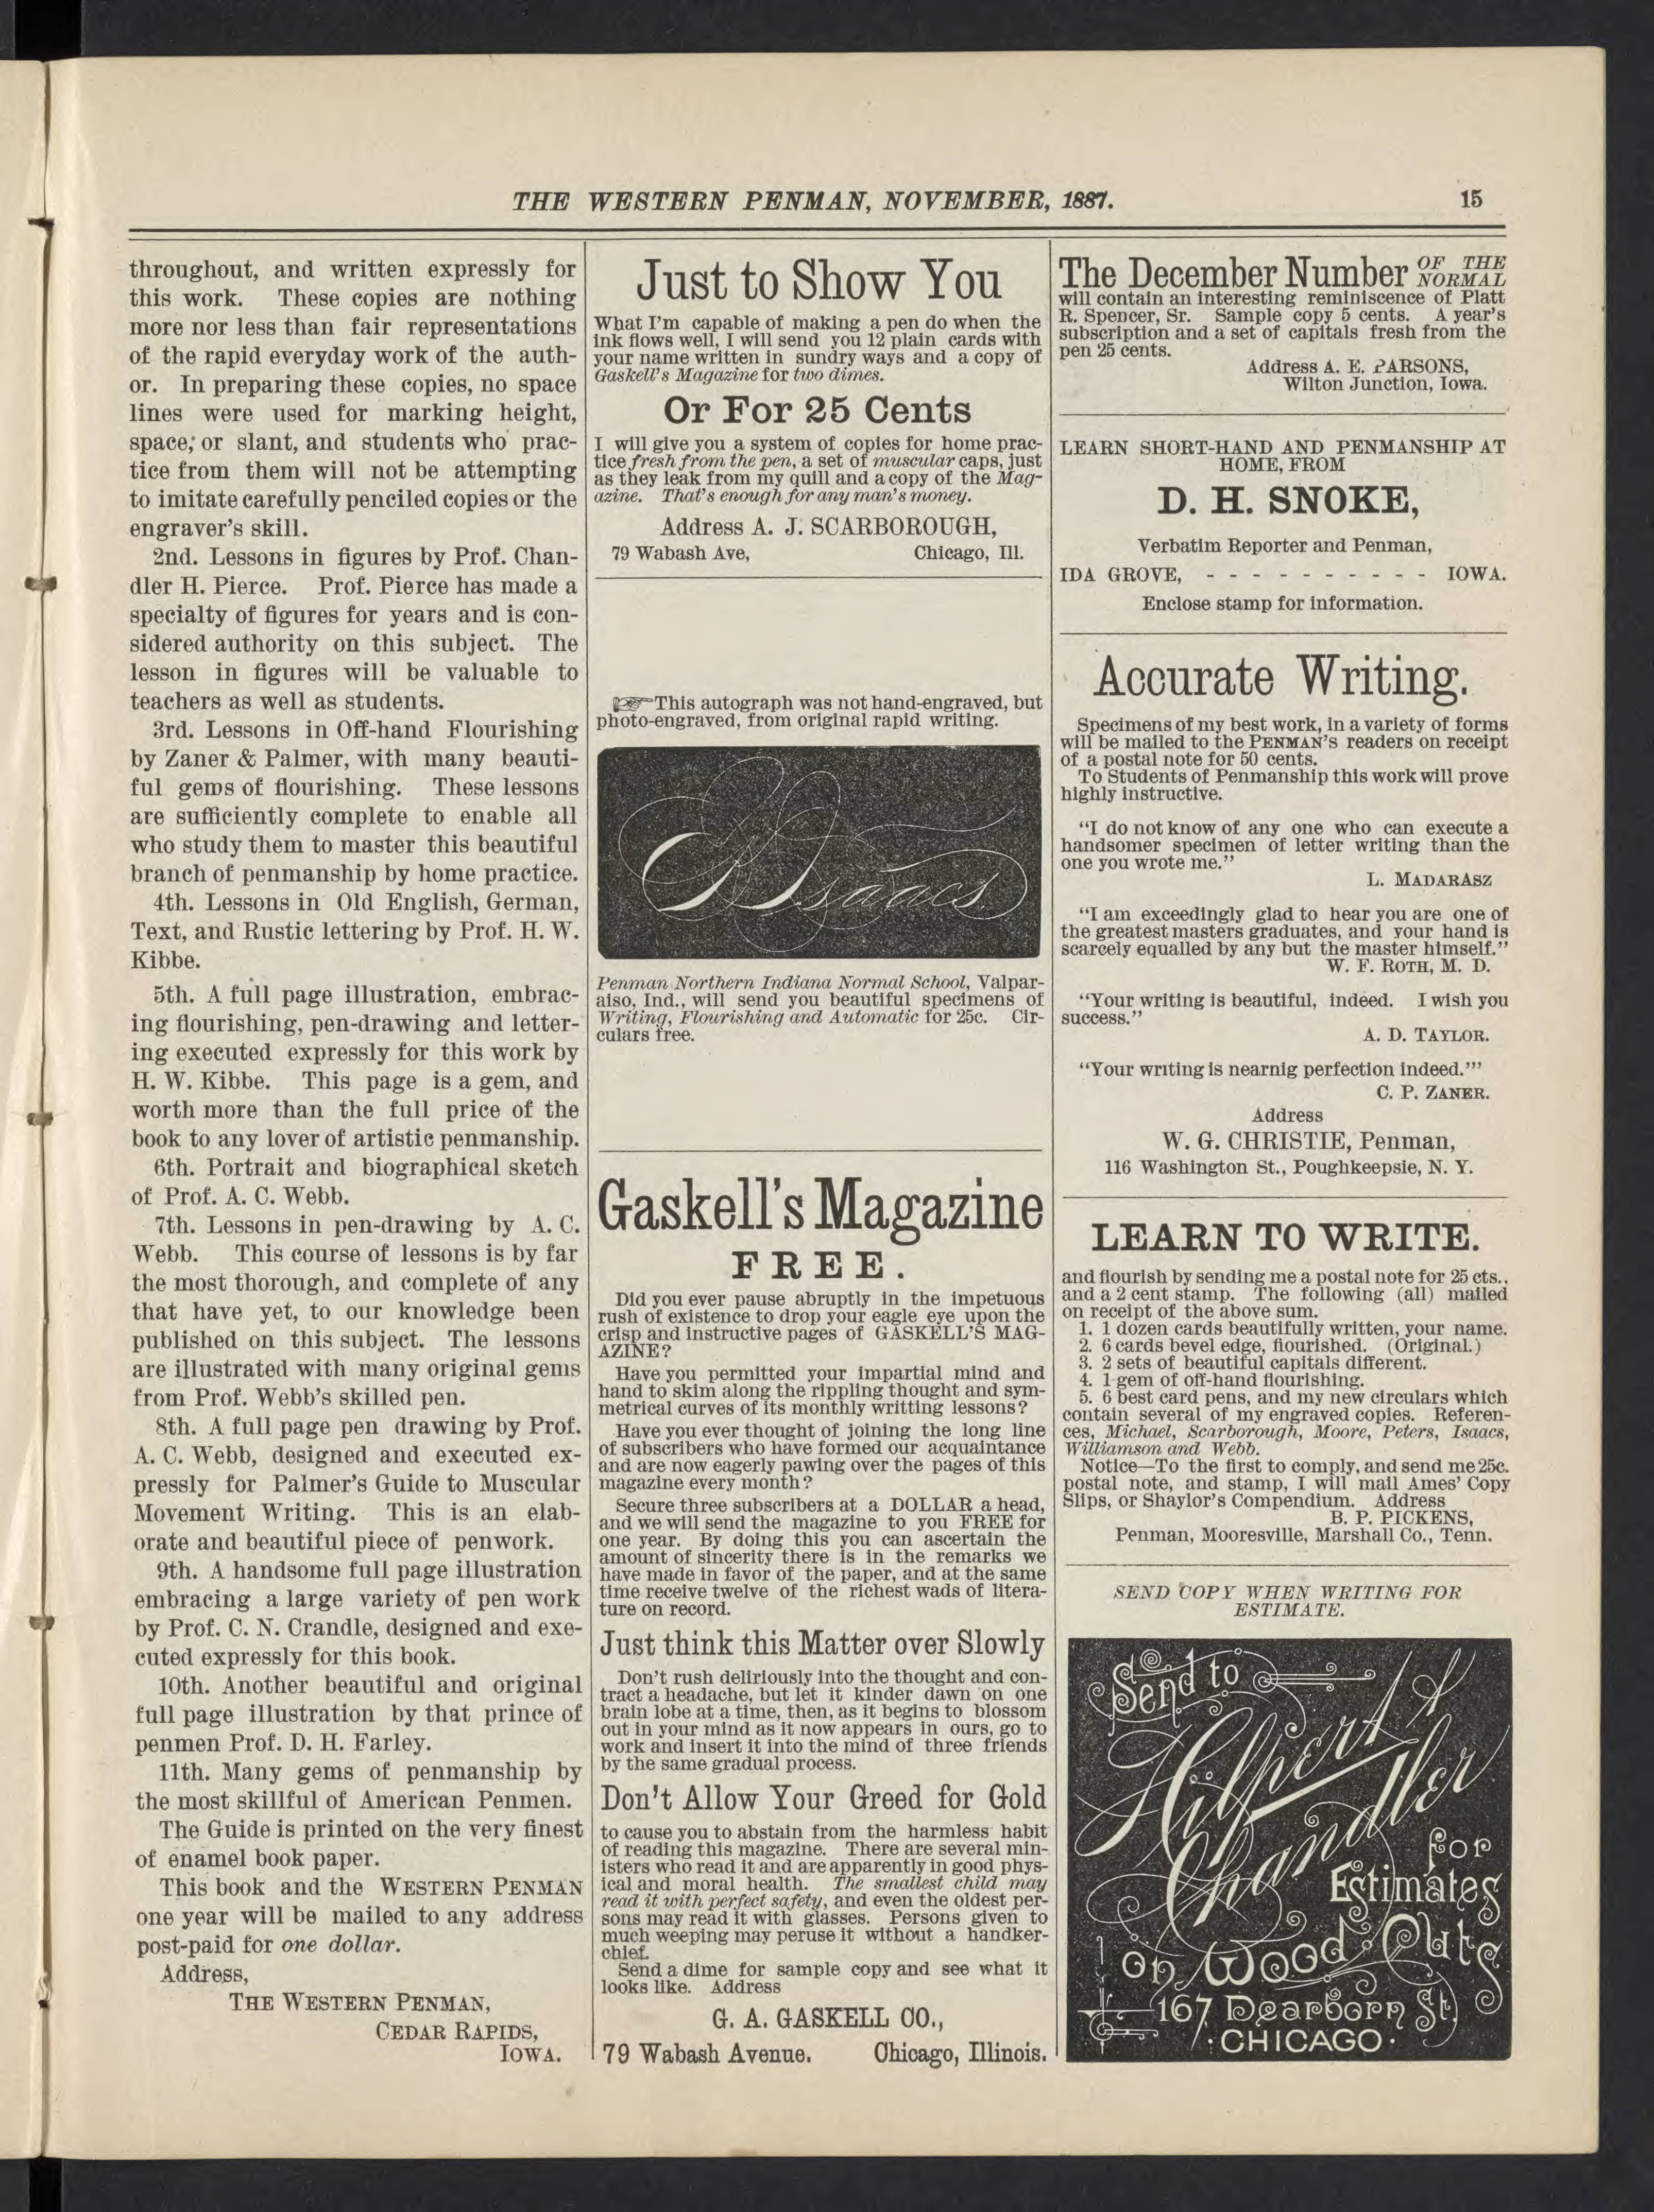 THE WESTERN PENMAN, NOVEMBER, 1887.
15
throughout, and written expressly for
this work. These copies are nothing
more nor less than fair representations
of the rapid everyday work of the auth-
or. In preparing these copies, no space
lines were used for marking height,
space, or slant, and students who prac-
tice from them will not be attempting
to imitate carefully penciled copies or the
engraver's skill.
2nd. Lessons in figures by Prof. Chan-
dler H. Pierce. Prof. Pierce has made a
specialty of figures for years and is con-
sidered authority on this subject. The
lesson in figures will be valuable to
teachers as well as students.
3rd. Lessons in Off-hand Flourishing
by Zaner & Palmer, with many beauti-
ful gems of flourishing. These lessons
are sufficiently complete to enable all
who study them to master this beautiful
branch of penmanship by home practice.
4th. Lessons in Old English, German,
Text, and Rustic lettering by Prof. H. W.
Kibbe.
5th. A full page illustration, embrac-
ing flourishing, pen-drawing and letter-
ing executed expressly for this work by
H. W. Kibbe. This page is a gem, and
worth more than the full price of the
book to any lover of artistic penmanship.
6th. Portrait and biographical sketch
of Prof. A. C. Webb.
7th. Lessons in pen-drawing by A. C.
Webb. This course of lessons is by far
the most thorough, and complete of any
that have yet, to our knowledge been
published on this subject. The lessons
are illustrated with many original gems
from Prof. Webb's skilled pen.
8th. A full page pen drawing by Prof.
A. C. Webb, designed and executed ex-
pressly for Palmer's Guide to Muscular
Movement Writing. This is an elab-
orate and beautiful piece of penwork.
9th. A handsome full page illustration
embracing a large variety of pen work
by Prof. C. N. Crandle, designed and exe-
cuted expressly for this book.
10th. Another beautiful and original
full page illustration by that prince of
penmen Prof. D. H. Farley.
11th. Many gems of penmanship by
the most skillful of American Penmen.
The Guide is printed on the very finest
of enamel book paper.
This book and the WESTERN PENMAN
one year will be mailed to any address
post-paid for one dollar.
Address,
THE WESTERN PENMAN,
CEDAR RAPIDS,
IOWA.
Just to Show You
What I'm capable of making a pen do when the
ink flows well, I will send you 12 plain cards with
your name written in sundry ways and a copy of
Gaskell's Magazine for two dimes.
Or For 25 Cents
I will give you a system of copies for home prac-
tice fresh from the pen, a set of muscular caps, just
as they leak from my quill and a copy of the Mag-
azine. That's enough for any man's money.
Address A. J. SCARBOROUGH,
79 Wabash Ave, Chicago, Ill.
☞This autograph was not hand-engraved, but
photo-engraved, from original rapid writing.
Isaacs
Penman Northern Indiana Normal School, Valpar-
aiso, Ind., will send you beautiful specimens of
Writing, Flourishing and Automatic for 25c. Cir-
culars free.
Gaskell's Magazine
FREE.
Did you ever pause abruptly in the impetuous
rush of existence to drop your eagle eye upon the
crisp and instructive pages of GASKELL'S MAG-
AZINE?
Have you permitted your impartial mind and
hand to skim along the rippling thought and sym-
metrical curves of its monthly writting lessons?
Have you ever thought of joining the long line
of subscribers who have formed our acquaintance
and are now eagerly pawing over the pages of this
magazine every month?
Secure three subscribers at a DOLLAR a head,
and we will send the magazine to you FREE for
one year. By doing this you can ascertain the
amount of sincerity there is in the remarks we
have made in favor of the paper, and at the same
time receive twelve of the richest wads of litera-
ture on record.
Just think this Matter over Slowly
Don't rush deliriously into the thought and con-
tract a headache, but let it kinder dawn on one
brain lobe at a time, then, as it begins to blossom
out in your mind as it now appears in ours, go to
work and insert it into the mind of three friends
by the same gradual process.
Don't Allow Your Greed for Gold
to cause you to abstain from the harmless habit
of reading this magazine. There are several min-
isters who read it and are apparently in good phys-
ical and moral health. The smallest child may
read it with perfect safety, and even the oldest per-
sons may read it with glasses. Persons given to
much weeping may peruse it without a handker-
chief.
Send a dime for sample copy and see what it
looks like. Address
G. A. GASKELL CO.,
79 Wabash Avenue. Chicago, Illinois.
The December Number OF THE NORMAL
will contain an interesting reminiscence of Platt
R. Spencer, Sr. Sample copy 5 cents. A year's
subscription and a set of capitals fresh from the
pen 25 cents.
Address A. E. PARSONS,
Wilton Junction, Iowa.
LEARN SHORT-HAND AND PENMANSHIP AT
HOME, FROM
D. H. SNOKE,
Verbatim Reporter and Penman,
IDA GROVE, - - - - - - - - - - IOWA.
Enclose stamp for information.
Accurate Writing.
Specimens of my best work, in a variety of forms
will be mailed to the PENMAN'S readers on receipt
of a postal note for 50 cents.
To Students of Penmanship this work will prove
highly instructive.
"I do not know of any one who can execute a
handsomer specimen of letter writing than the
one you wrote me."
L. MADARASZ
"I am exceedingly glad to hear you are one of
the greatest masters graduates, and your hand is
scarcely equalled by any but the master himself."
W. F. ROTH, M. D.
"Your writing is beautiful, indeed. I wish you
success."
A. D. TAYLOR.
"Your writing is nearnig perfection indeed."'
C. P. ZANER.
Address
W. G. CHRISTIE, Penman,
116 Washington St., Poughkeepsie, N. Y.
LEARN TO WRITE.
and flourish by sending me a postal note for 25 cts.,
and a 2 cent stamp. The following (all) mailed
on receipt of the above sum.
1. 1 dozen cards beautifully written, your name.
2. 6 cards bevel edge, flourished. (Original.)
3. 2 sets of beautiful capitals different.
4. 1 gem of off-hand flourishing.
5. 6 best card pens, and my new circulars which
contain several of my engraved copies. Referen-
ces, Michael, Scarborough, Moore, Peters, Isaacs,
Williamson and Webb.
Notice—To the first to comply, and send me 25c.
postal note, and stamp, I will mail Ames' Copy
Slips, or Shaylor's Compendium. Address
B. P. PICKENS,
Penman, Mooresville, Marshall Co., Tenn.
SEND COPY WHEN WRITING FOR
ESTIMATE.
Send to
Hilpert &
Chandler
for
Estimates
on Wood Cuts
167 Dearborn St.
CHICAGO.